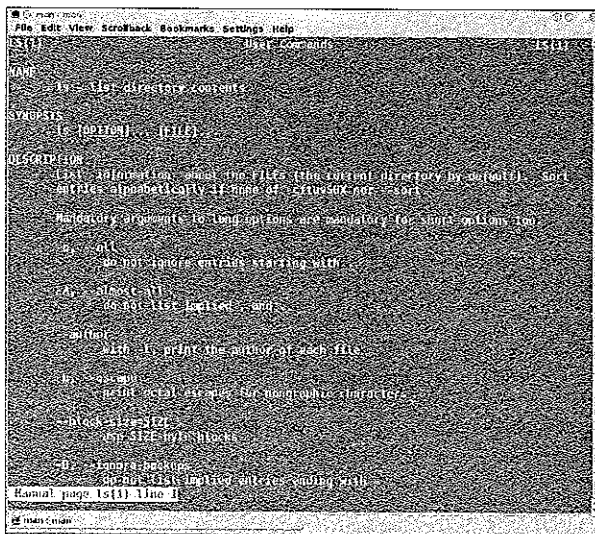 man : man
File Edit View Scrollback Bookmarks Settings Help
LS(1) User Commands LS(1)
NAME
ls - list directory contents
SYNOPSIS
ls [OPTION]... [FILE]...
DESCRIPTION
List information about the FILEs (the current directory by default). Sort
entries alphabetically if none of -cftuvSUX nor --sort.
Mandatory arguments to long options are mandatory for short options too.
-a, --all
do not ignore entries starting with .
-A, --almost-all
do not list implied . and ..
--author
with -l, print the author of each file
-b, --escape
print octal escapes for nongraphic characters
--block-size=SIZE
use SIZE-byte blocks
-B, --ignore-backups
do not list implied entries ending with
Manual page ls(1) line 1
man : man